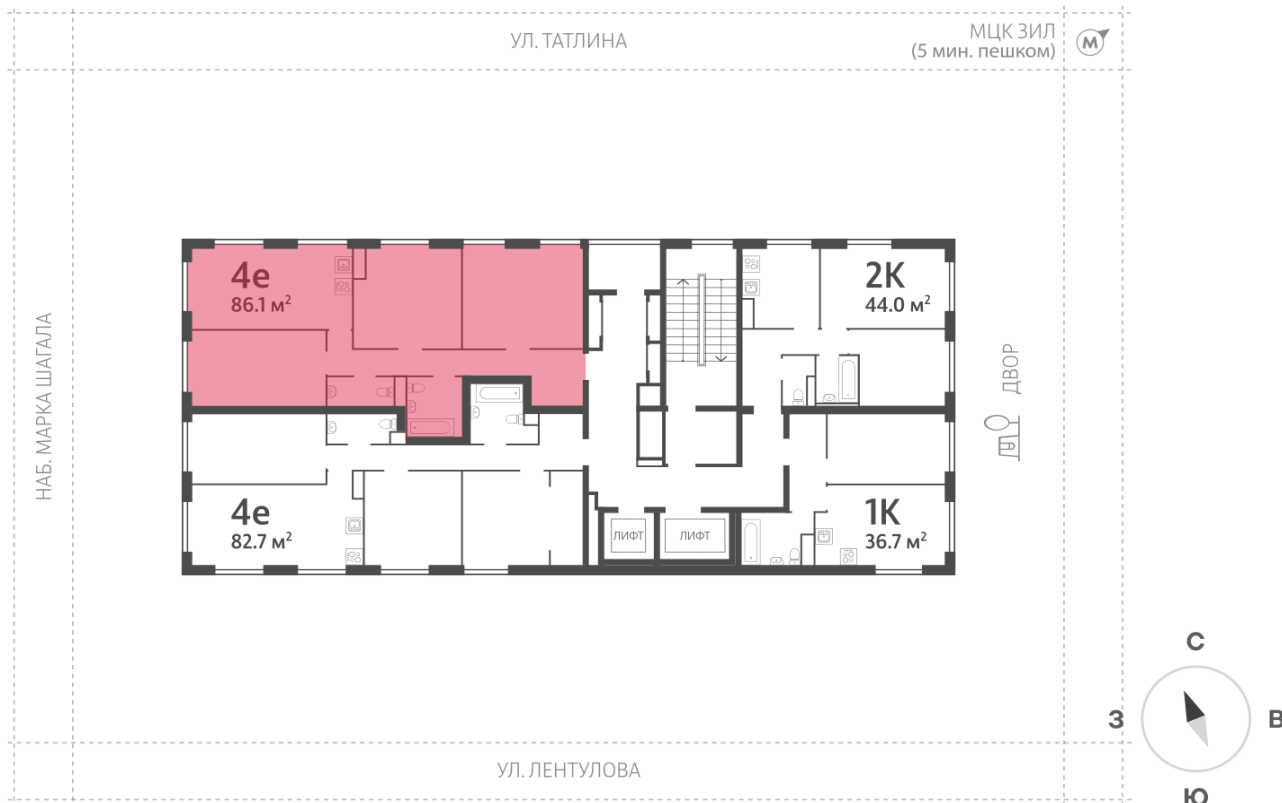 УЛ. ТАТЛИНА
МЦК ЗИЛ
(5 мин. пешком)
М
НАБ. МАРКА ШАГАЛА
4е
86.1 м²
2К
44.0 м²
ДВОР
4е
82.7 м²
ЛИФТ
ЛИФТ
1К
36.7 м²
УЛ. ЛЕНТУЛОВА
С
З
В
Ю